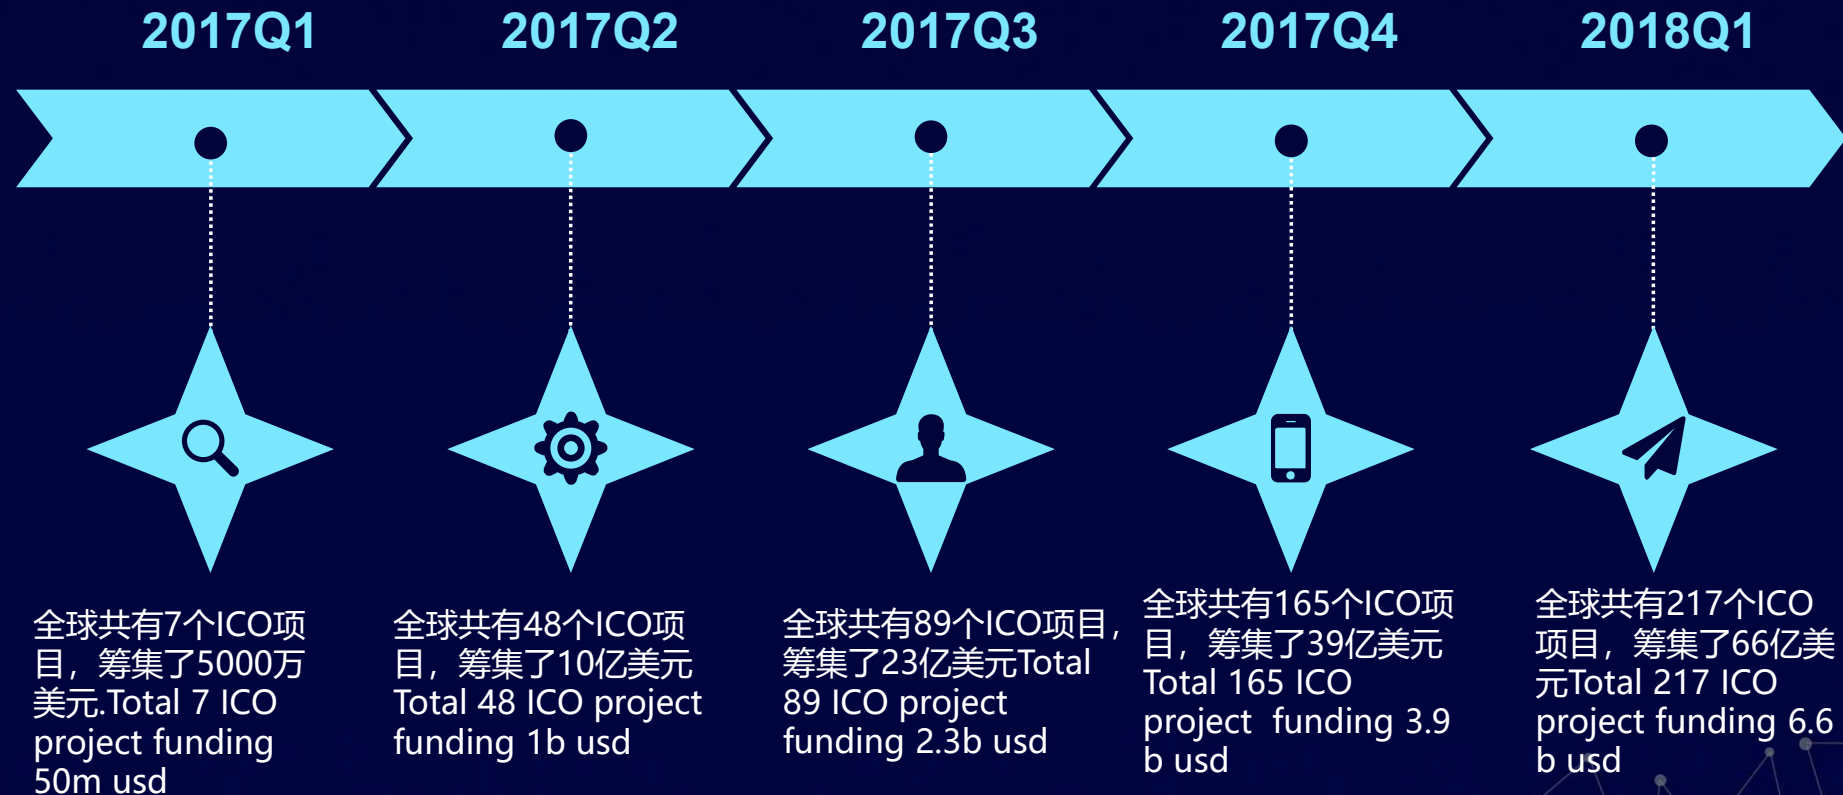 2017Q1
2017Q2
2017Q3
2017Q4
2018Q1
全球共有7个ICO项
目，筹集了5000万
美元.Total 7 ICO
project funding
50m usd
全球共有48个ICO项
目，筹集了10亿美元
Total 48 ICO project
funding 1b usd
全球共有89个ICO项目，
筹集了23亿美元Total
89 ICO project
funding 2.3b usd
全球共有165个ICO项
目，筹集了39亿美元
Total 165 ICO
project  funding 3.9
b usd
全球共有217个ICO
项目，筹集了66亿美
元Total 217 ICO
project funding 6.6
b usd